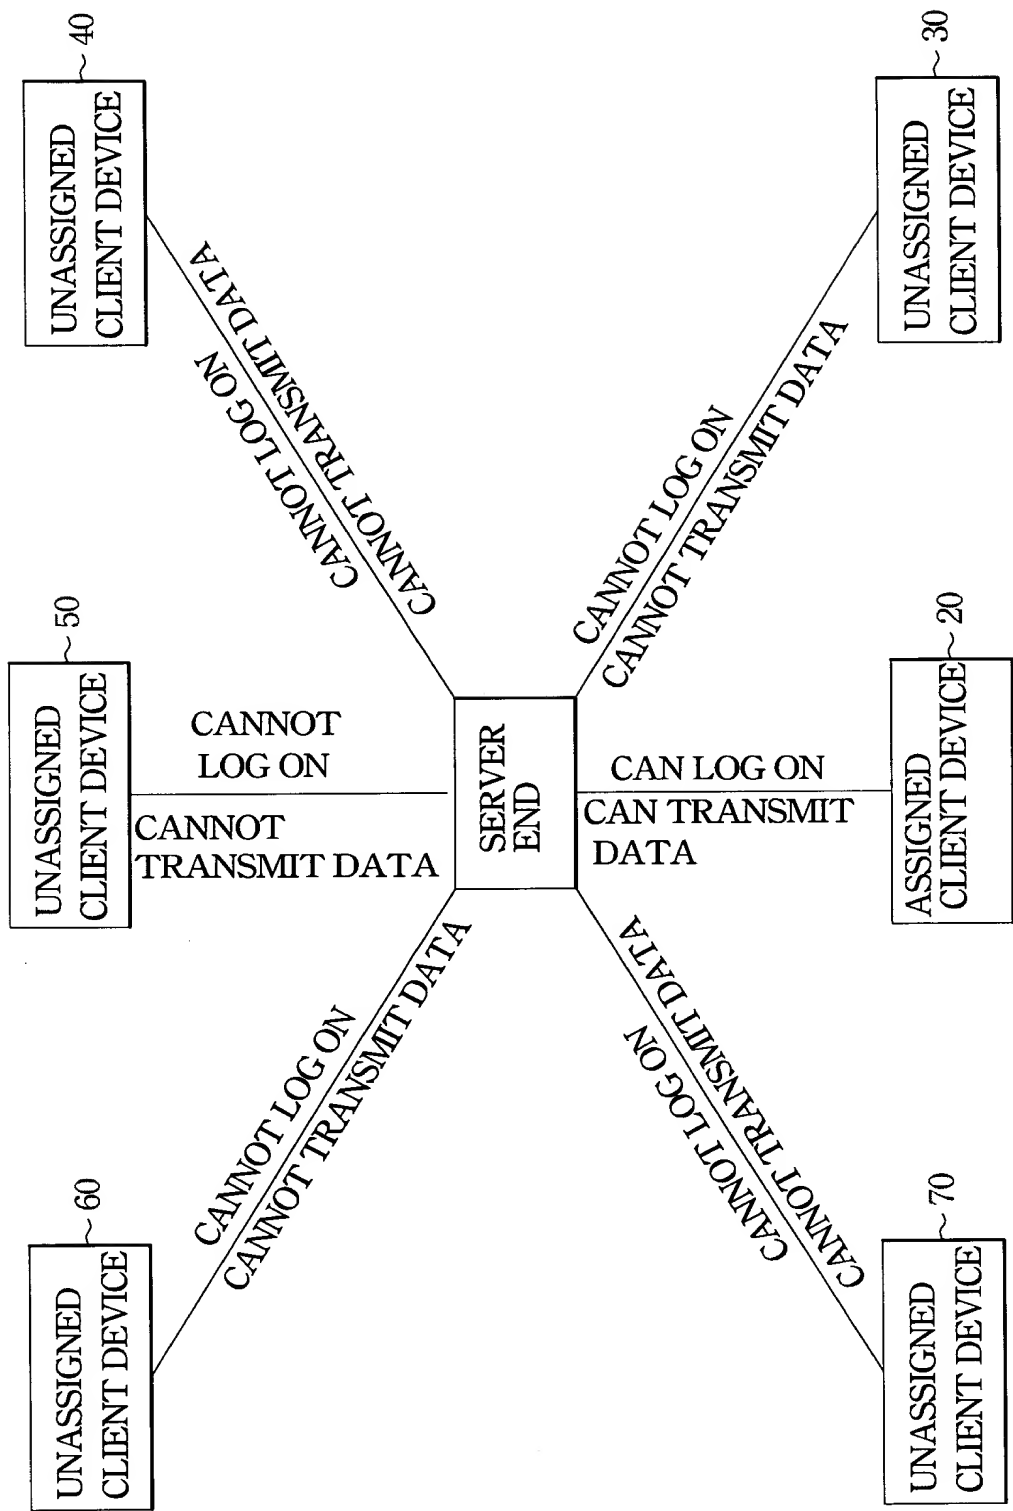 UNASSIGNED
CLIENT DEVICE
~40
CANNOT LOG ON
CANNOT TRANSMIT DATA
UNASSIGNED
CLIENT DEVICE
~50
CANNOT
LOG ON
CANNOT
TRANSMIT DATA
UNASSIGNED
CLIENT DEVICE
~60
CANNOT LOG ON
CANNOT TRANSMIT DATA
SERVER
END
UNASSIGNED
CLIENT DEVICE
~30
CANNOT LOG ON
CANNOT TRANSMIT DATA
ASSIGNED
CLIENT DEVICE
~20
CAN LOG ON
CAN TRANSMIT
DATA
UNASSIGNED
CLIENT DEVICE
~70
CANNOT LOG ON
CANNOT TRANSMIT DATA